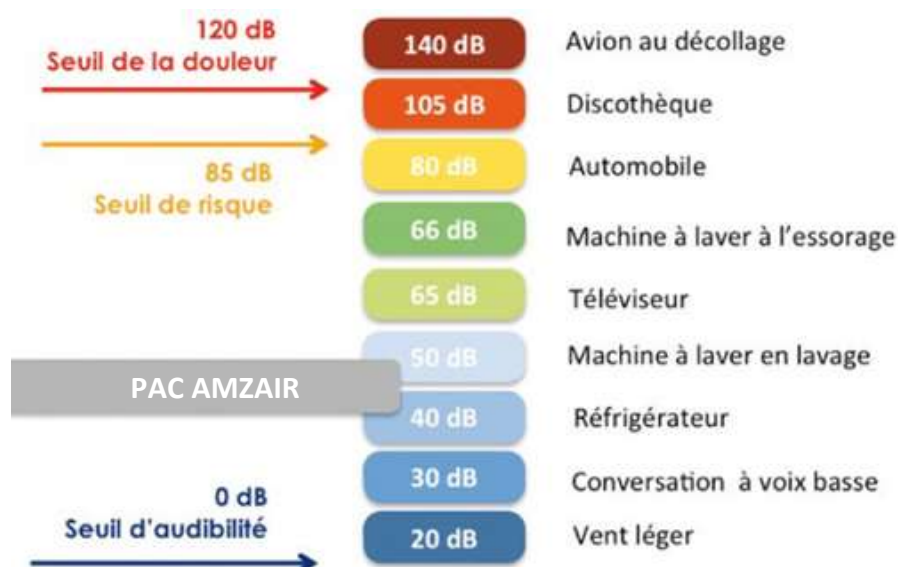 120 dB
Seuil de la douleur
140 dB Avion au décollage
105 dB Discothèque
85 dB
Seuil de risque
80 dB Automobile
66 dB Machine à laver à l'essorage
65 dB Téléviseur
50 dB Machine à laver en lavage
PAC AMZAIR
40 dB Réfrigérateur
30 dB Conversation à voix basse
0 dB
Seuil d'audibilité
20 dB Vent léger